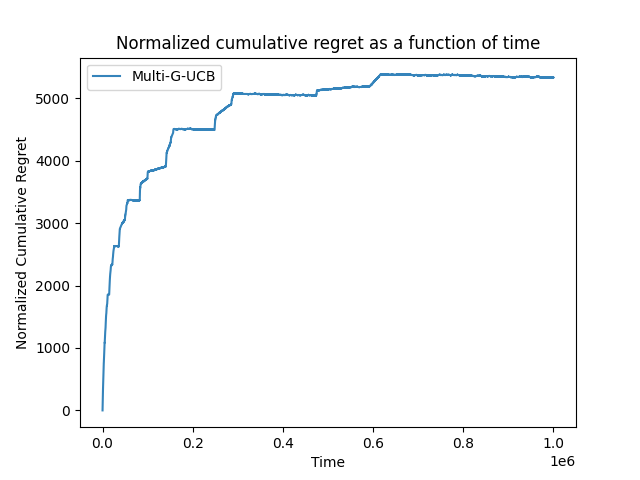 Normalized cumulative regret as a function of time
Multi-G-UCB
Normalized Cumulative Regret
5000
4000
3000
2000
1000
0
0.0 0.2 0.4 0.6 0.8 1.0
1e6
Time